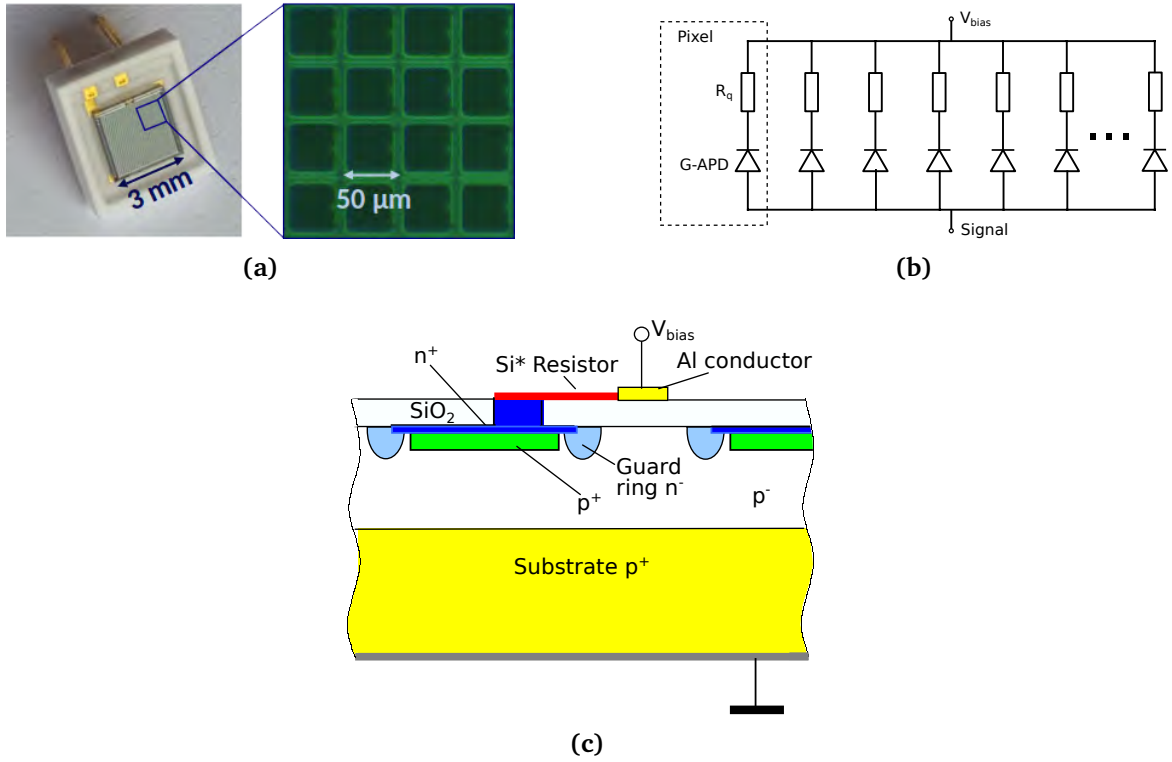 3 mm
50 µm
(a)
V_bias
Pixel
R_q
G-APD
Signal
(b)
V_bias
n⁺
Si* Resistor
Al conductor
SiO₂
Guard
ring n⁻
p⁺
p⁻
Substrate p⁺
(c)